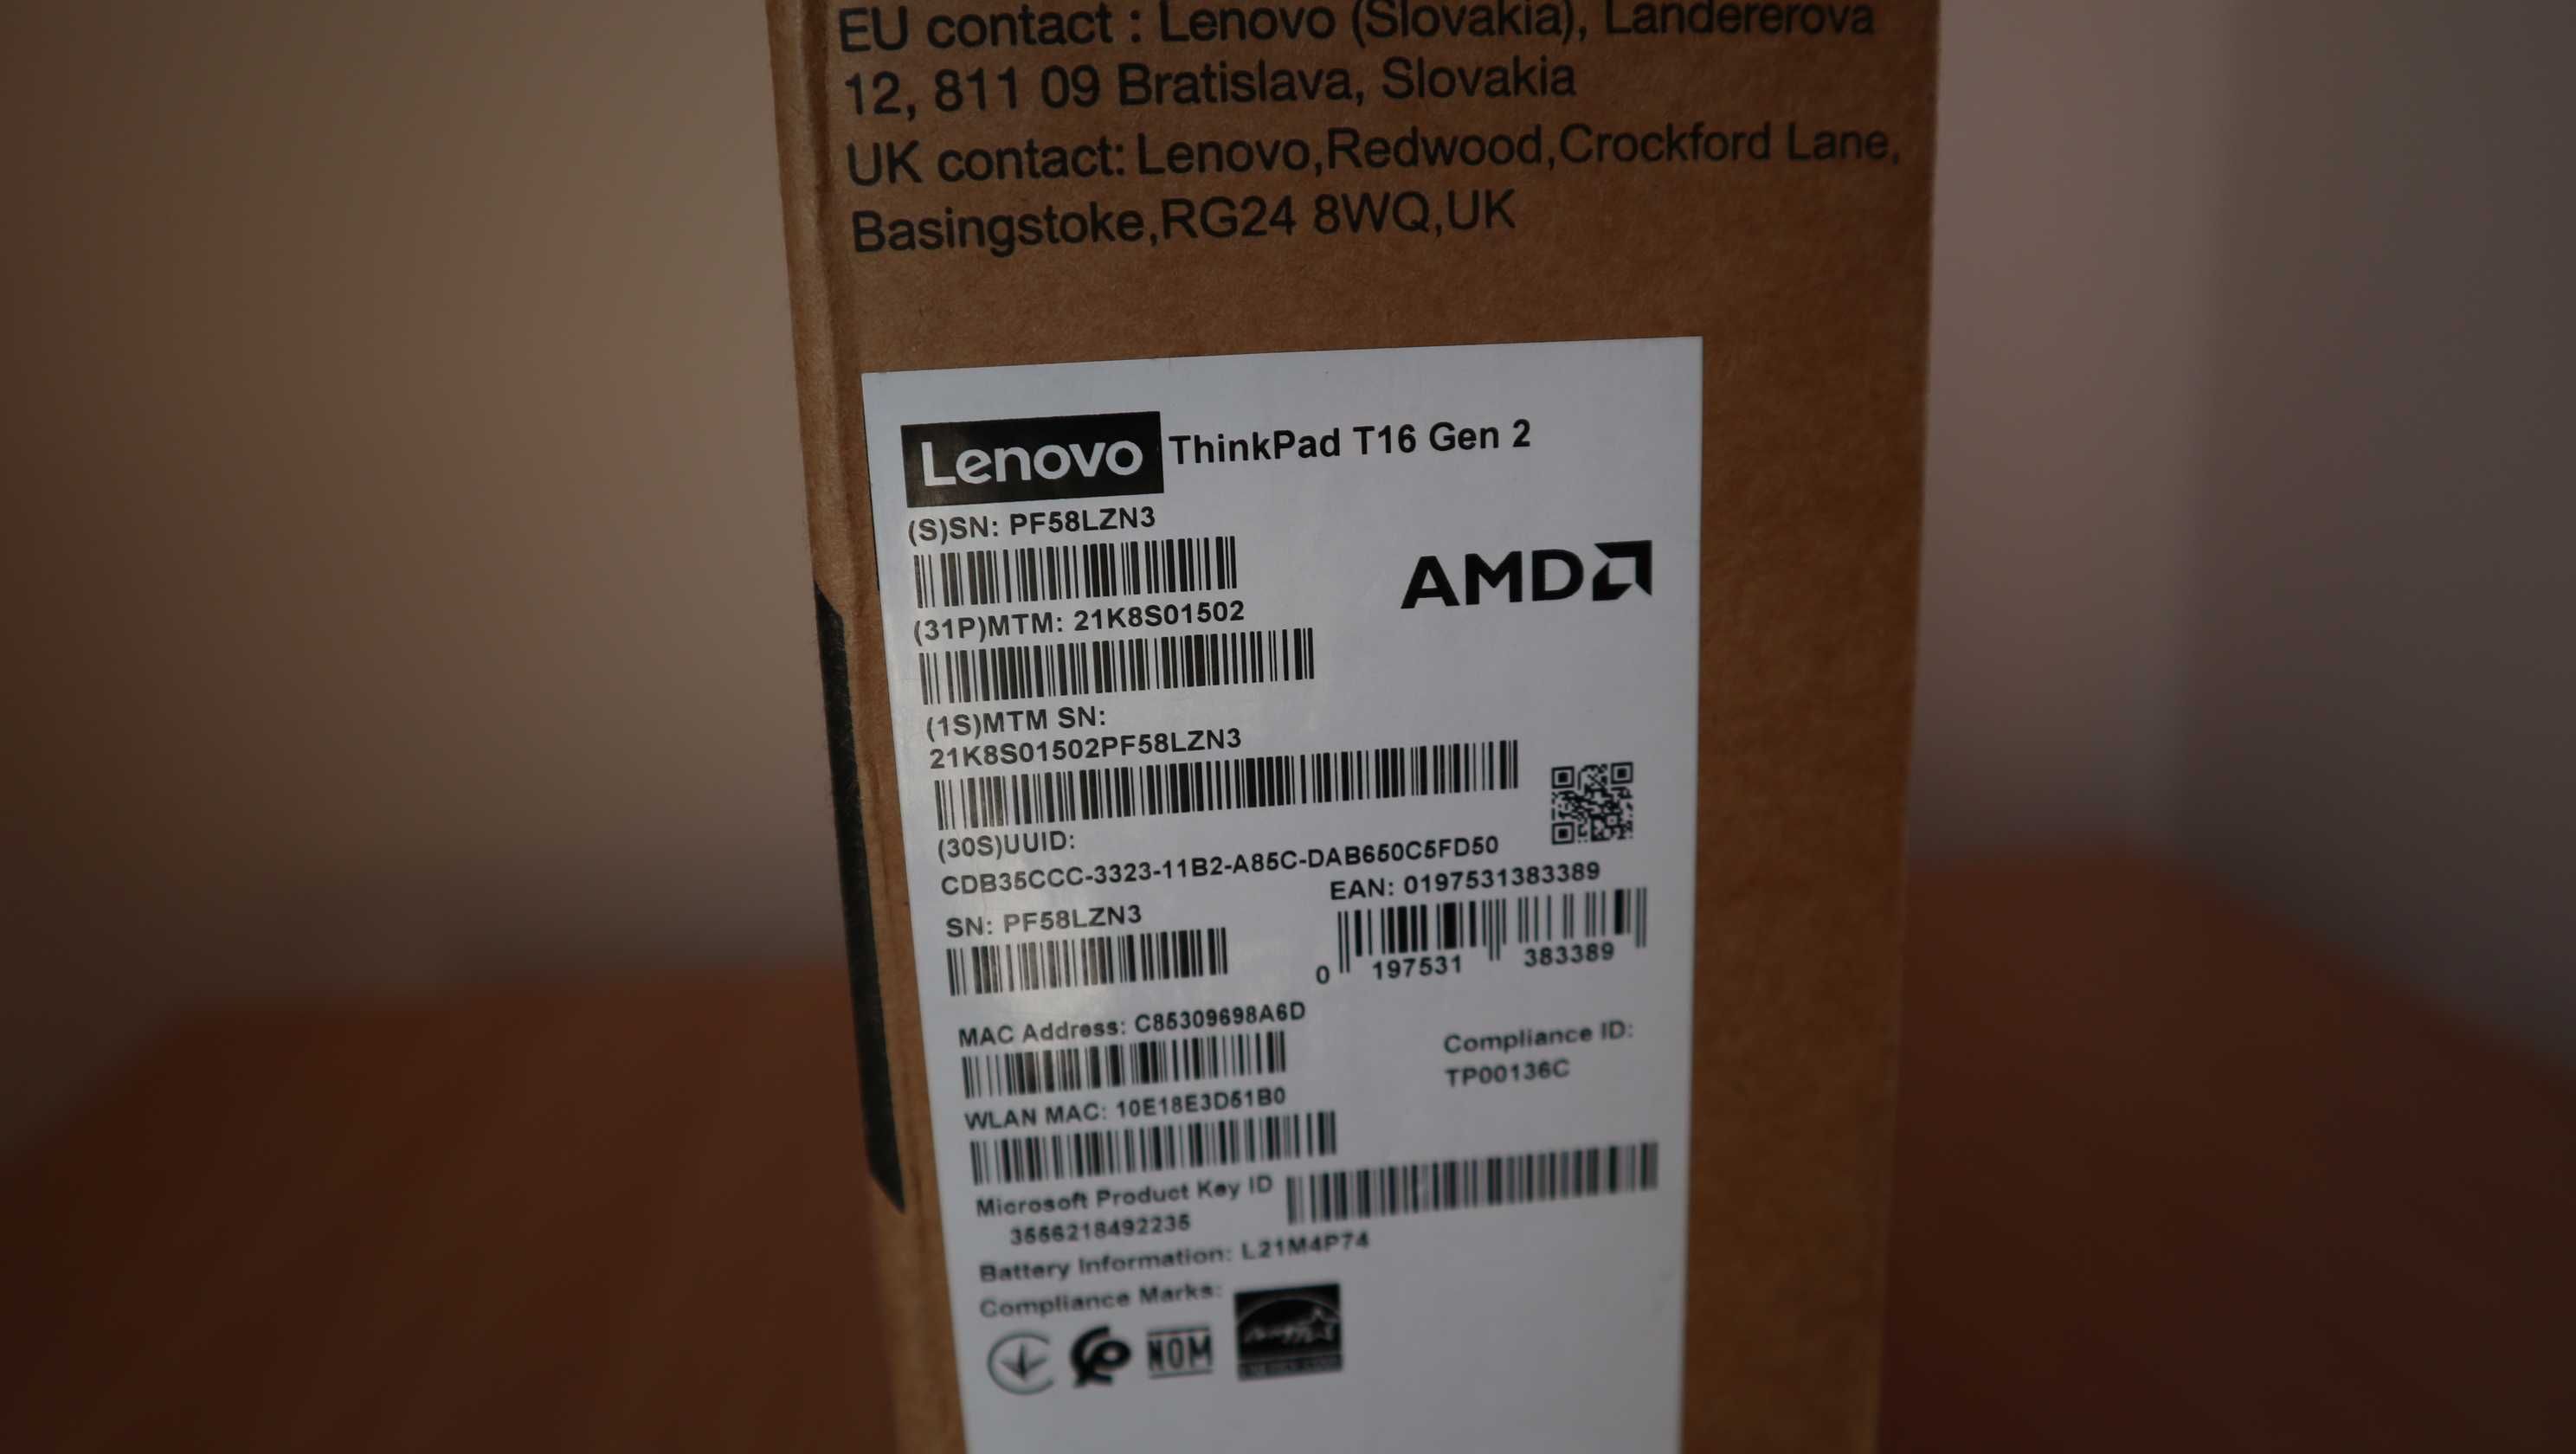 EU contact : Lenovo (Slovakia), Landererova
12, 811 09 Bratislava, Slovakia
UK contact: Lenovo,Redwood,Crockford Lane,
Basingstoke,RG24 8WQ,UK
Lenovo ThinkPad T16 Gen 2
(S)SN: PF58LZN3
AMD
(31P)MTM: 21K8S01502
(1S)MTM SN:
21K8S01502PF58LZN3
(30S)UUID:
CDB35CCC-3323-11B2-A85C-DAB650C5FD50
EAN: 0197531383389
SN: PF58LZN3
0 197531 383389
MAC Address: C85309698A6D
Compliance ID:
TP00136C
WLAN MAC: 10E18E3D51B0
Microsoft Product Key ID
3556218492235
Battery Information: L21M4P74
Compliance Marks:
NOM